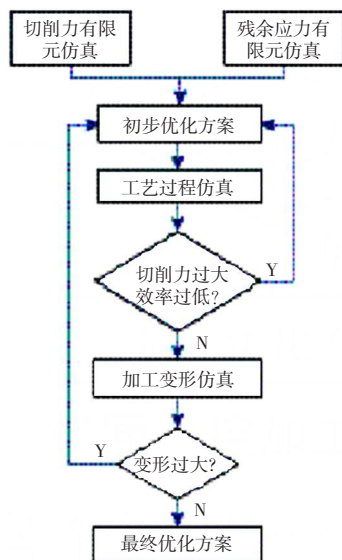 切削力有限
元仿真
残余应力有
限元仿真
初步优化方案
工艺过程仿真
切削力过大
效率过低?
Y
N
加工变形仿真
Y
变形过大?
N
最终优化方案